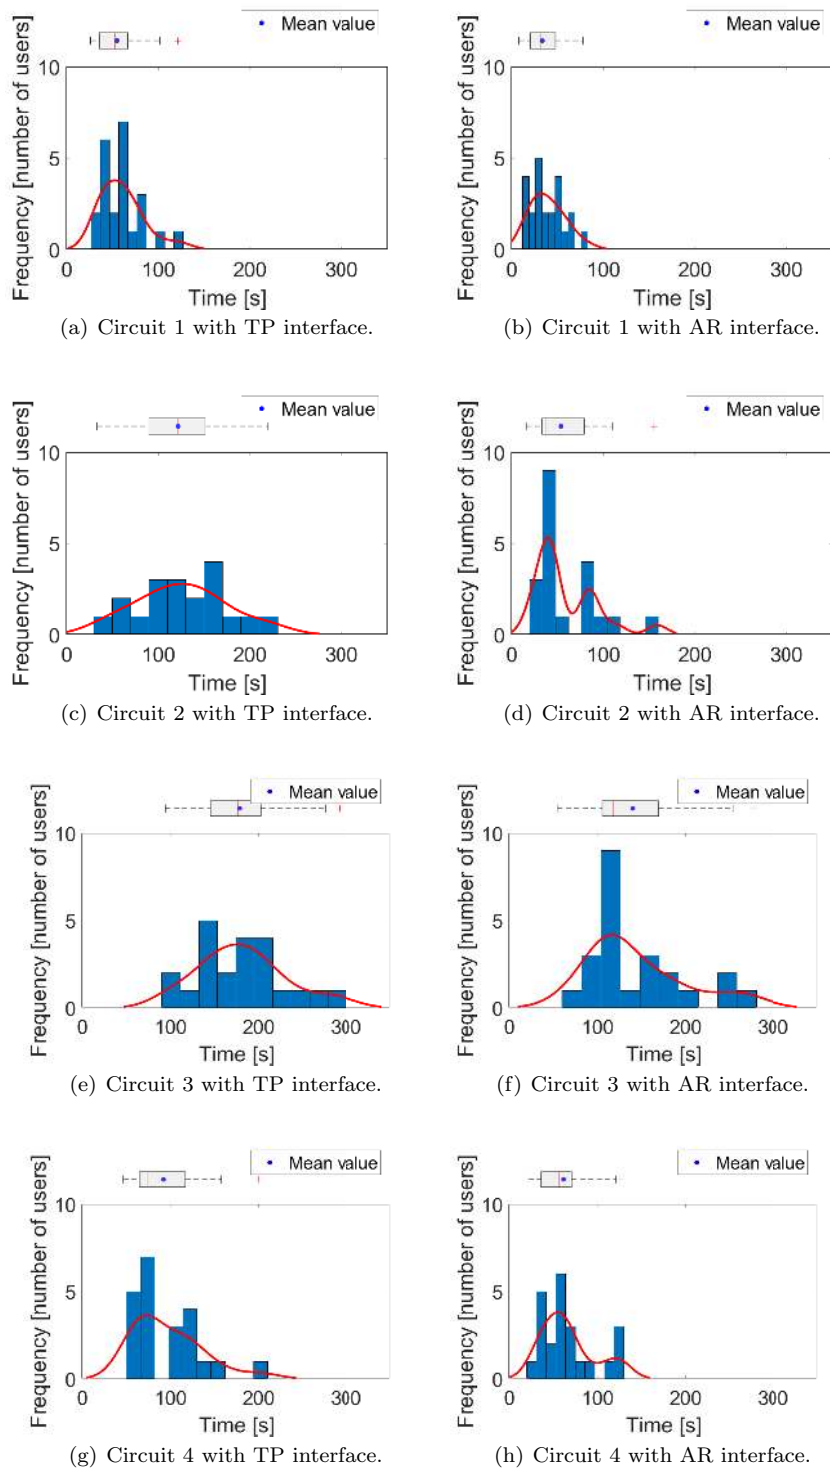 Mean value
Mean value
Frequency [number of users]
10
5
0
0 100 200 300
Time [s]
Frequency [number of users]
10
5
0
0 100 200 300
Time [s]
(a) Circuit 1 with TP interface.
(b) Circuit 1 with AR interface.
Mean value
Mean value
Frequency [number of users]
10
5
0
0 100 200 300
Time [s]
Frequency [number of users]
10
5
0
0 100 200 300
Time [s]
(c) Circuit 2 with TP interface.
(d) Circuit 2 with AR interface.
Mean value
Mean value
Frequency [number of users]
10
5
0
0 100 200 300
Time [s]
Frequency [number of users]
10
5
0
0 100 200 300
Time [s]
(e) Circuit 3 with TP interface.
(f) Circuit 3 with AR interface.
Mean value
Mean value
Frequency [number of users]
10
5
0
0 100 200 300
Time [s]
Frequency [number of users]
10
5
0
0 100 200 300
Time [s]
(g) Circuit 4 with TP interface.
(h) Circuit 4 with AR interface.